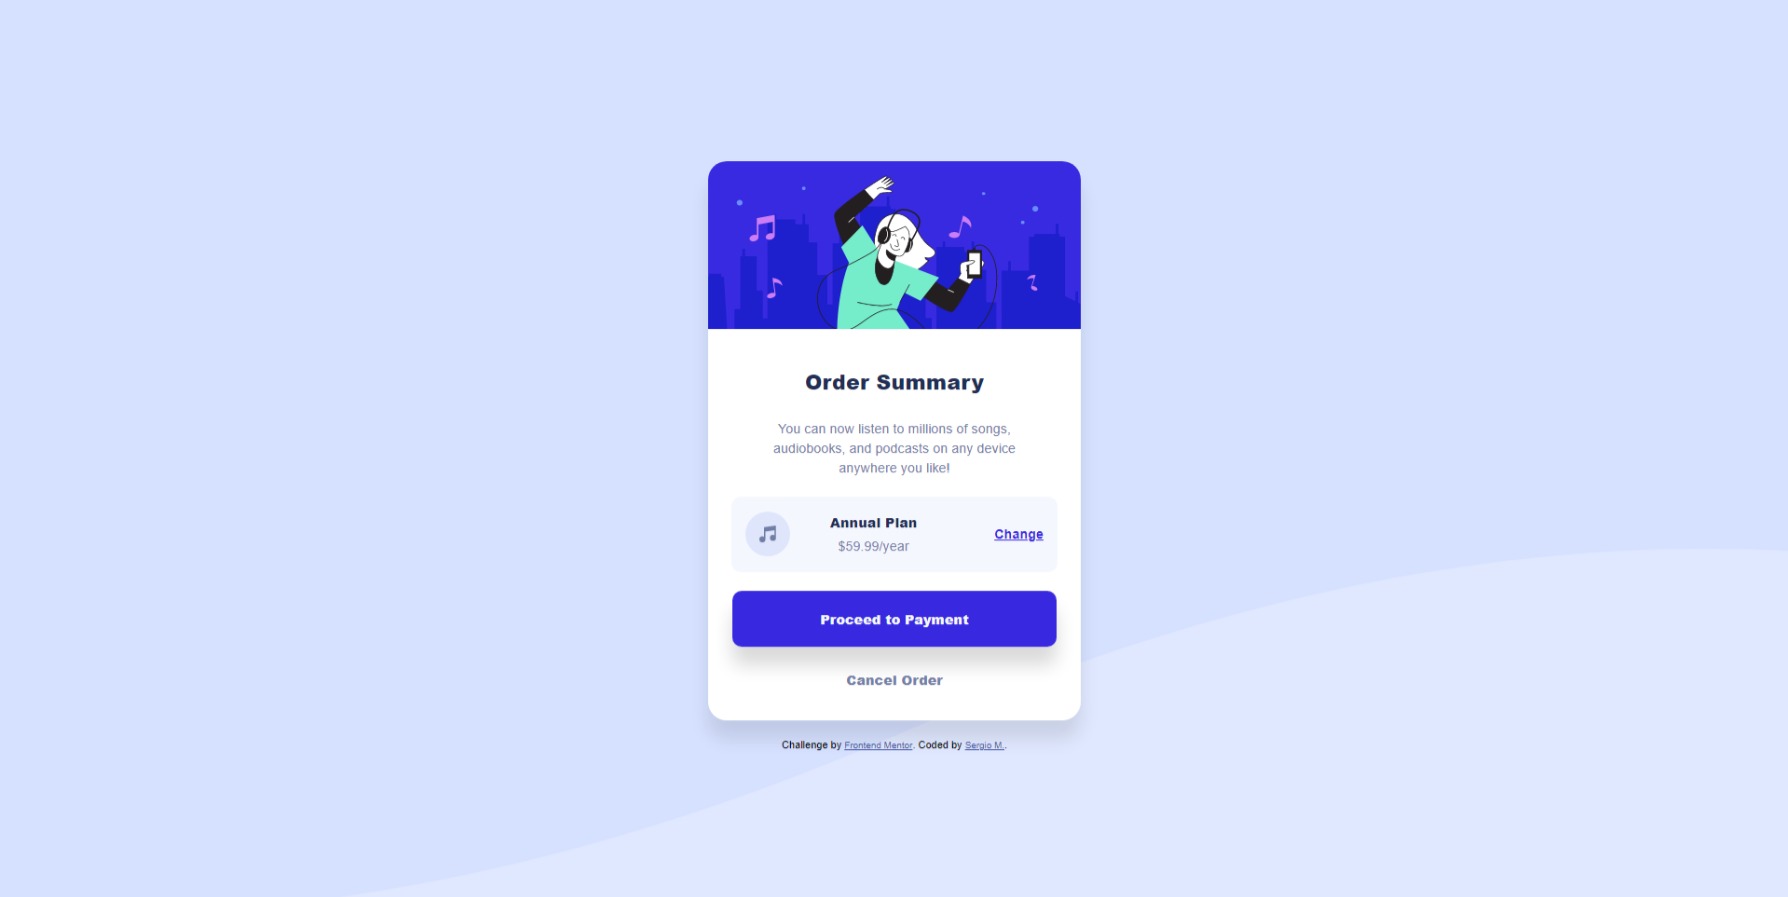 Order Summary
You can now listen to millions of songs,
audiobooks, and podcasts on any device
anywhere you like!
Annual Plan
$59.99/year
Change
Proceed to Payment
Cancel Order
Challenge by Frontend Mentor. Coded by Sergio M..